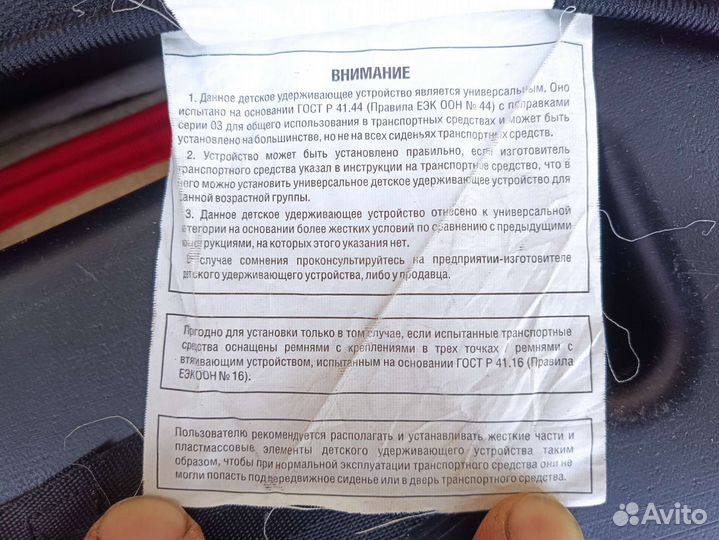 ВНИМАНИЕ
1. Данное детское удерживающее устройство является универсальным. Оно
испытано на основании ГОСТ Р 41.44 (Правила ЕЭК ООН № 44) с поправками
серии 03 для общего использования в транспортных средствах и может быть
установлено на большинстве, но не на всех сиденьях транспортных средств.
2. Устройство может быть установлено правильно, если изготовитель
транспортного средства указал в инструкции на транспортное средство, что в
него можно установить универсальное детское удерживающее устройство для
данной возрастной группы.
3. Данное детское удерживающее устройство отнесено к универсальной
категории на основании более жестких условий по сравнению с предыдущими
конструкциями, на которых этого указания нет.
В случае сомнения проконсультируйтесь на предприятии-изготовителе
детского удерживающего устройства, либо у продавца.
Пригодно для установки только в том случае, если испытанные транспортные
средства оснащены ремнями с креплениями в трех точках / ремнями с
втягивающим устройством, испытанным на основании ГОСТ Р 41.16 (Правила
ЕЭКООН № 16).
Пользователю рекомендуется располагать и устанавливать жесткие части и
пластмассовые элементы детского удерживающего устройства таким
образом, чтобы при нормальной эксплуатации транспортного средства они не
могли попасть под передвижное сиденье или в дверь транспортного средства.
Avito